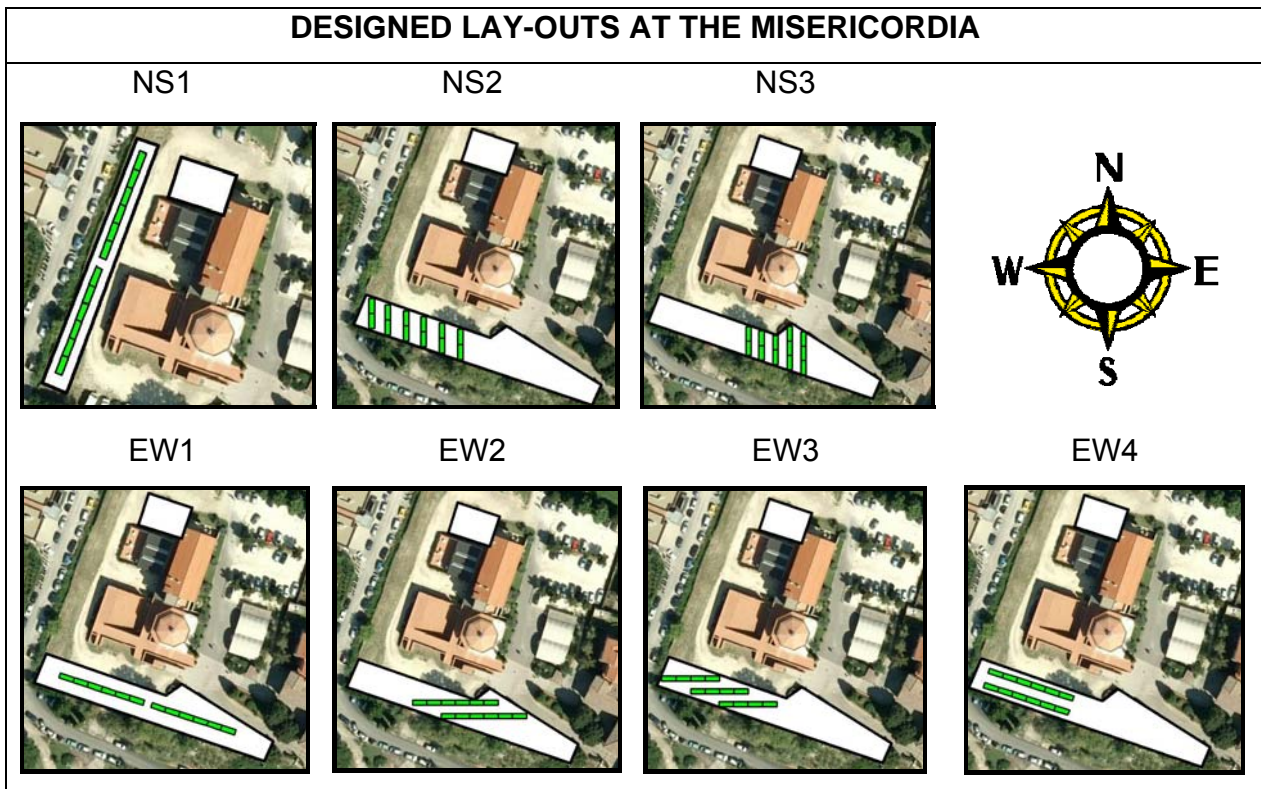 DESIGNED LAY-OUTS AT THE MISERICORDIA
NS1 NS2 NS3
N
W E
S
EW1 EW2 EW3 EW4